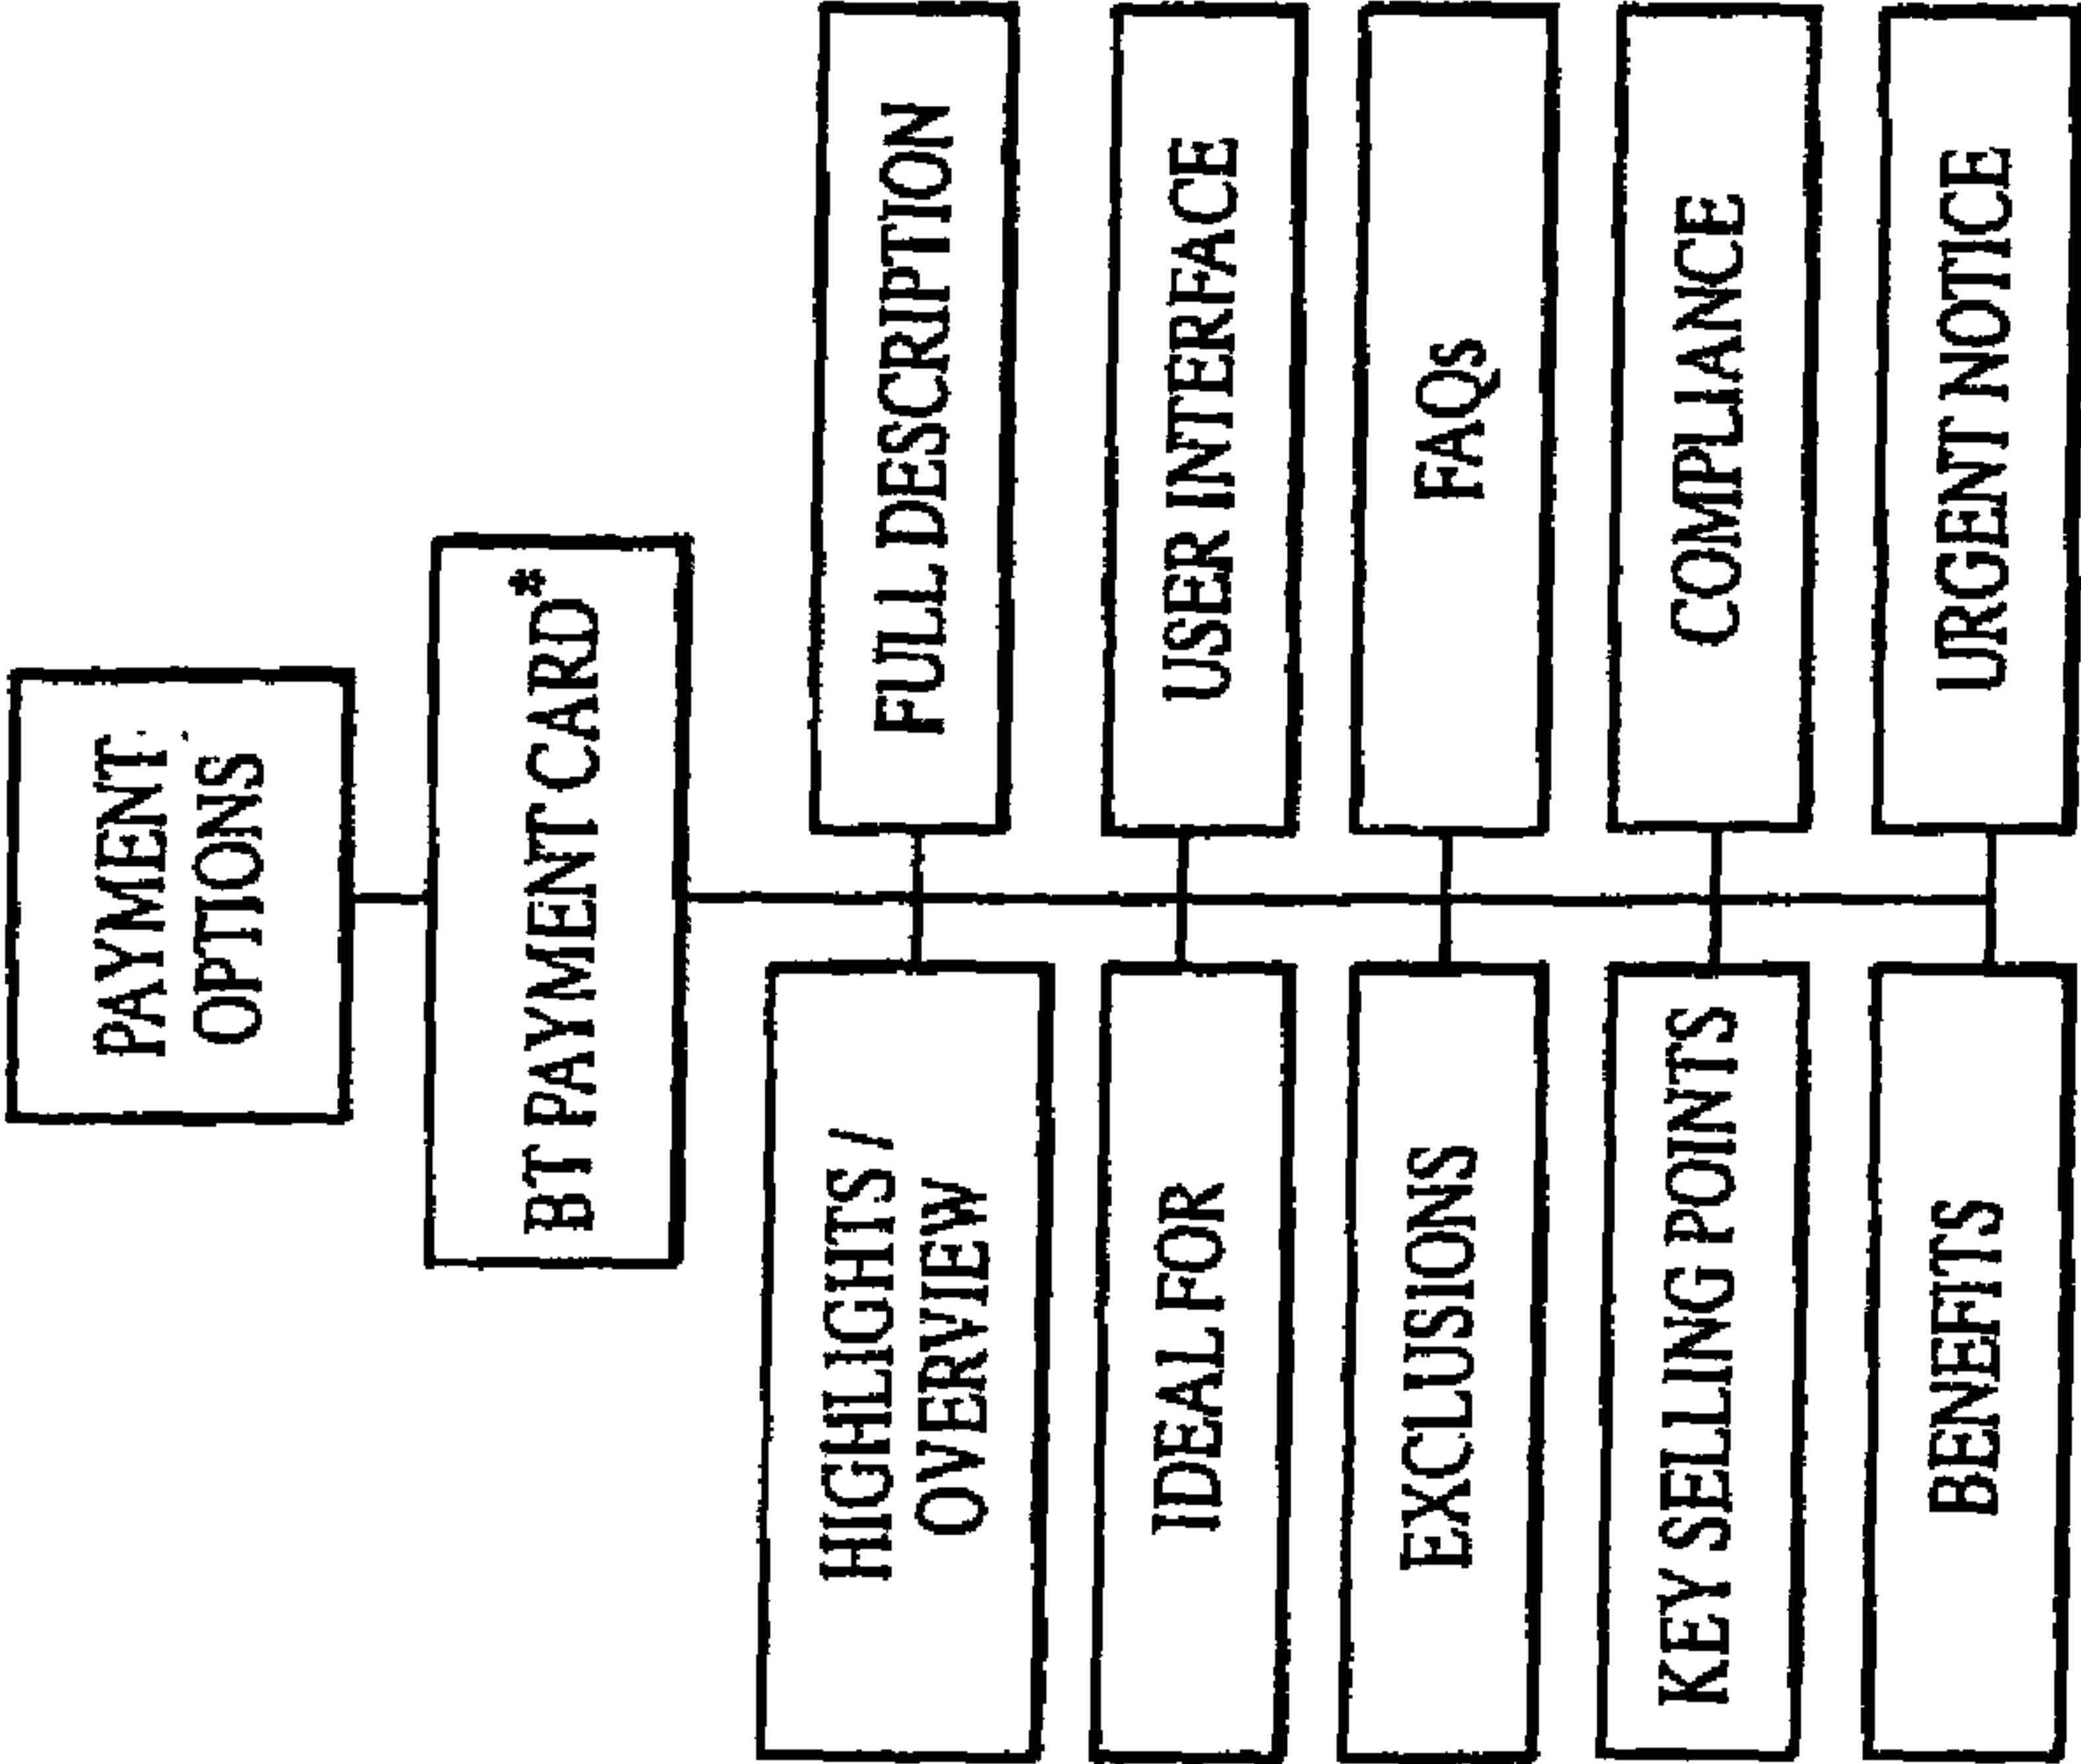 PAYMENT
OPTIONS
BT PAYMENT CARD*
HIGHLIGHTS /
OVERVIEW
FULL DESCRIPTION
IDEAL FOR
USER INTERFACE
EXCLUSIONS
FAQS
KEY SELLING POINTS
COMPLIANCE
BENEFITS
URGENT NOTICE